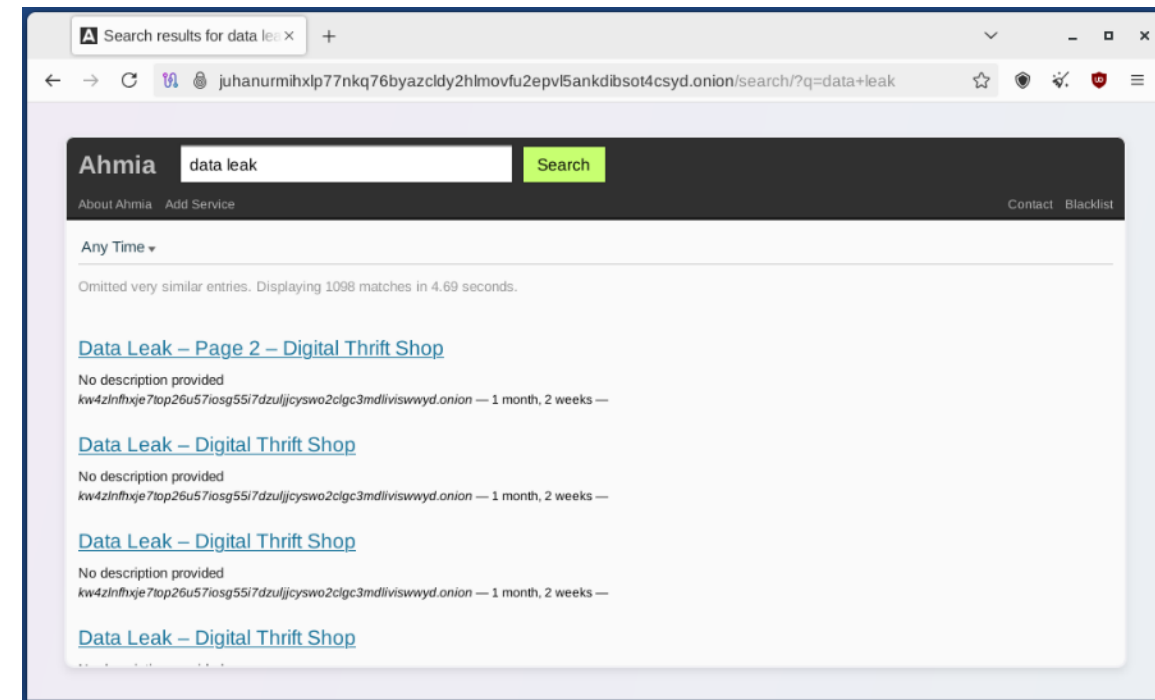 Search results for data lea
juhanurmihxlp77nkq76byazcldy2hlmovfu2epvl5ankdibsot4csyd.onion/search/?q=data+leak
Ahmia data leak Search
About Ahmia Add Service Contact Blacklist
Any Time
Omitted very similar entries. Displaying 1098 matches in 4.69 seconds.
Data Leak – Page 2 – Digital Thrift Shop
No description provided
kw4zlnfhxje7top26u57iosg55i7dzuljjcyswo2clgc3mdliviswwyd.onion — 1 month, 2 weeks —
Data Leak – Digital Thrift Shop
No description provided
kw4zlnfhxje7top26u57iosg55i7dzuljjcyswo2clgc3mdliviswwyd.onion — 1 month, 2 weeks —
Data Leak – Digital Thrift Shop
No description provided
kw4zlnfhxje7top26u57iosg55i7dzuljjcyswo2clgc3mdliviswwyd.onion — 1 month, 2 weeks —
Data Leak – Digital Thrift Shop